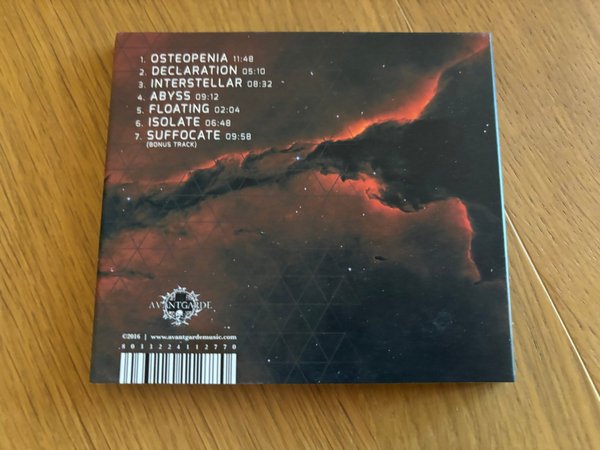 1. OSTEOPENIA 11:48
2. DECLARATION 05:10
3. INTERSTELLAR 08:32
4. ABYSS 09:12
5. FLOATING 02:04
6. ISOLATE 06:48
7. SUFFOCATE 09:58
(BONUS TRACK)
AVANTGARDE
©2016 | www.avantgardemusic.com
8013224112770